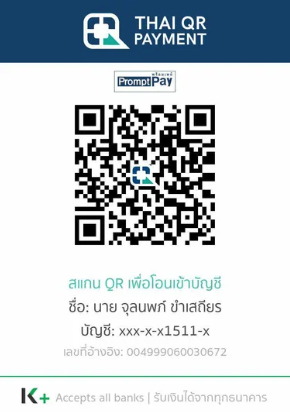 THAI QR
PAYMENT
พร้อมเพย์
PromptPay
สแกน QR เพื่อโอนเข้าบัญชี
ชื่อ: นาย จุลนพภ์ ขำเสถียร
บัญชี: xxx-x-x1511-x
เลขที่อ้างอิง: 004999060030672
K+ Accepts all banks | รับเงินได้จากทุกธนาคาร